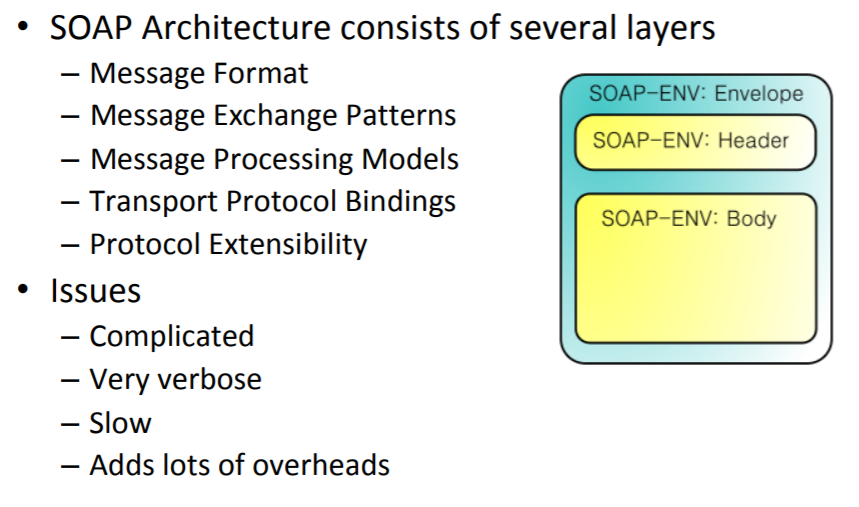 • SOAP Architecture consists of several layers
– Message Format
– Message Exchange Patterns
– Message Processing Models
– Transport Protocol Bindings
– Protocol Extensibility
• Issues
– Complicated
– Very verbose
– Slow
– Adds lots of overheads
SOAP-ENV: Envelope
SOAP-ENV: Header
SOAP-ENV: Body